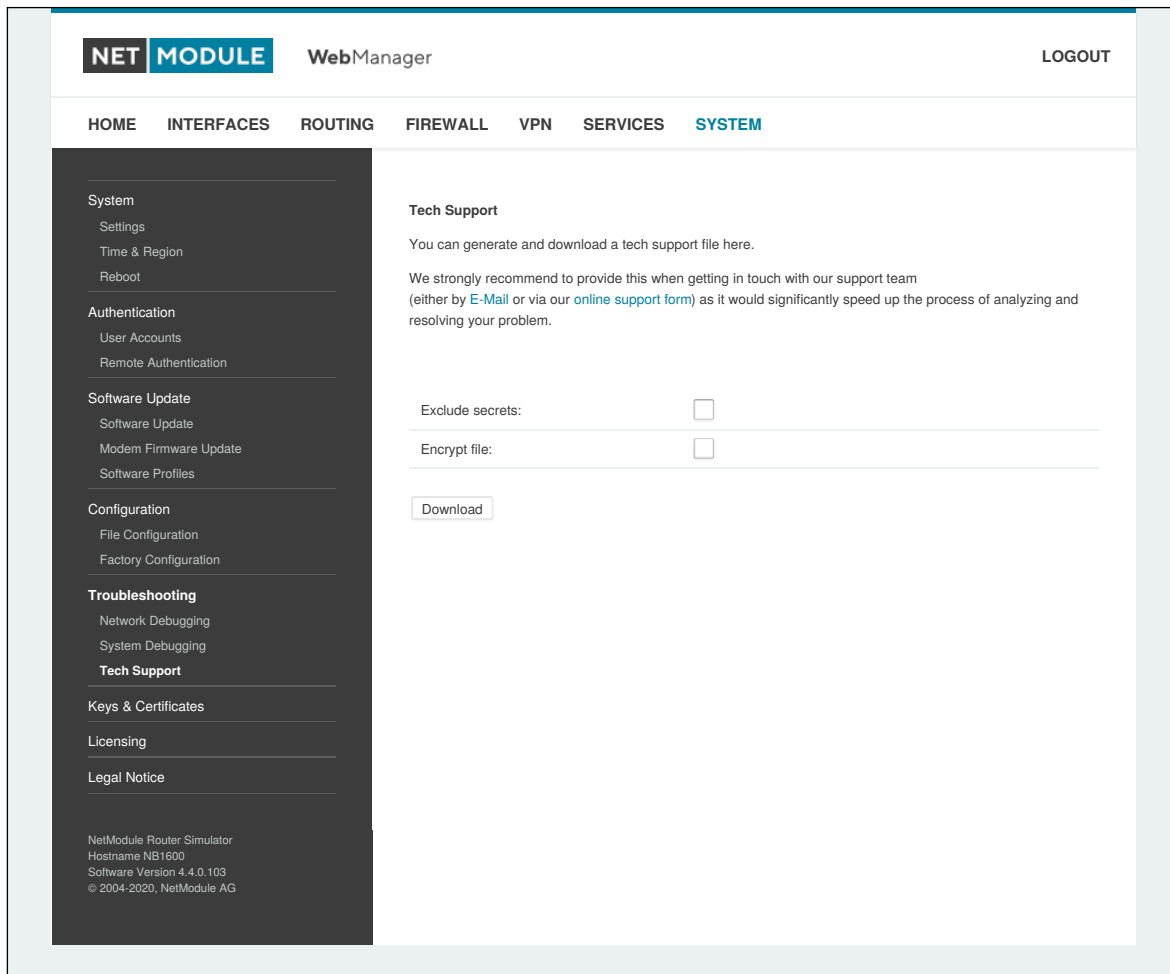 NET MODULE WebManager LOGOUT
HOME INTERFACES ROUTING FIREWALL VPN SERVICES SYSTEM
System
Settings
Time & Region
Reboot
Authentication
User Accounts
Remote Authentication
Software Update
Software Update
Modem Firmware Update
Software Profiles
Configuration
File Configuration
Factory Configuration
Troubleshooting
Network Debugging
System Debugging
Tech Support
Keys & Certificates
Licensing
Legal Notice
NetModule Router Simulator
Hostname NB1600
Software Version 4.4.0.103
© 2004-2020, NetModule AG
Tech Support
You can generate and download a tech support file here.
We strongly recommend to provide this when getting in touch with our support team
(either by E-Mail or via our online support form) as it would significantly speed up the process of analyzing and
resolving your problem.
Exclude secrets:
Encrypt file:
Download